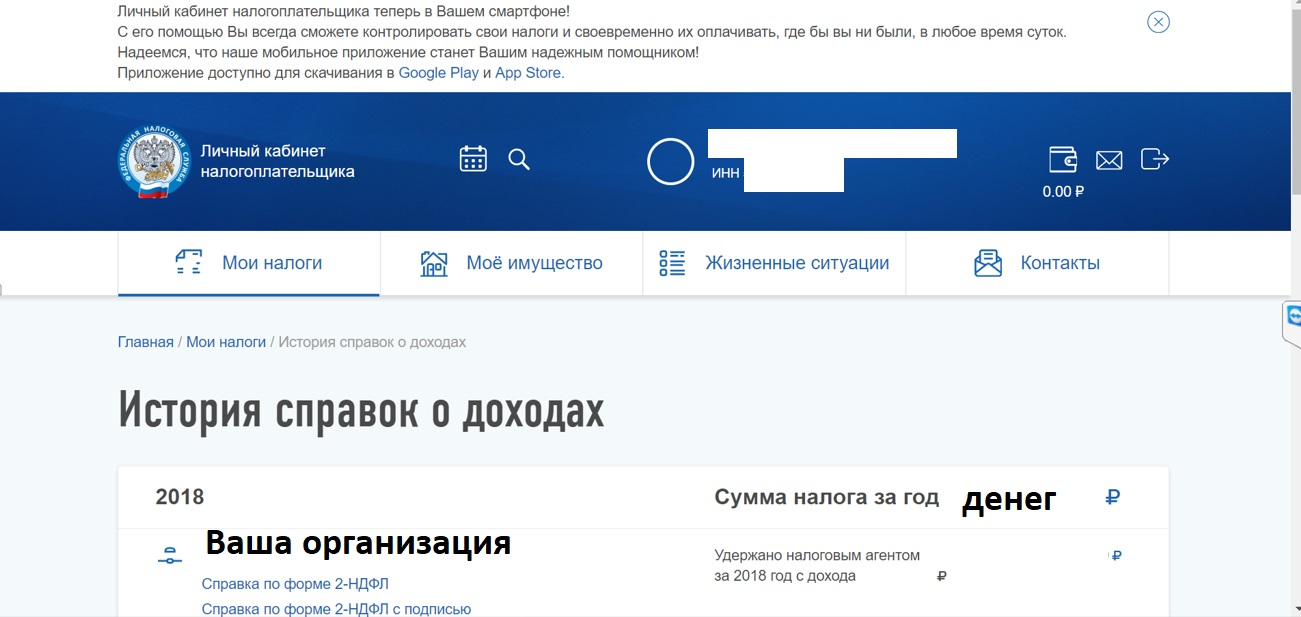 Личный кабинет налогоплательщика теперь в Вашем смартфоне!
С его помощью Вы всегда сможете контролировать свои налоги и своевременно их оплачивать, где бы вы ни были, в любое время суток.
Надеемся, что наше мобильное приложение станет Вашим надежным помощником!
Приложение доступно для скачивания в Google Play и App Store.
ФЕДЕРАЛЬНАЯ НАЛОГОВАЯ СЛУЖБА
Личный кабинет
налогоплательщика
ИНН
0.00 ₽
Мои налоги
Моё имущество
Жизненные ситуации
Контакты
Главная / Мои налоги / История справок о доходах
История справок о доходах
2018 Сумма налога за год денег ₽
Ваша организация
Удержано налоговым агентом ₽
за 2018 год с дохода ₽
Справка по форме 2-НДФЛ
Справка по форме 2-НДФЛ с подписью